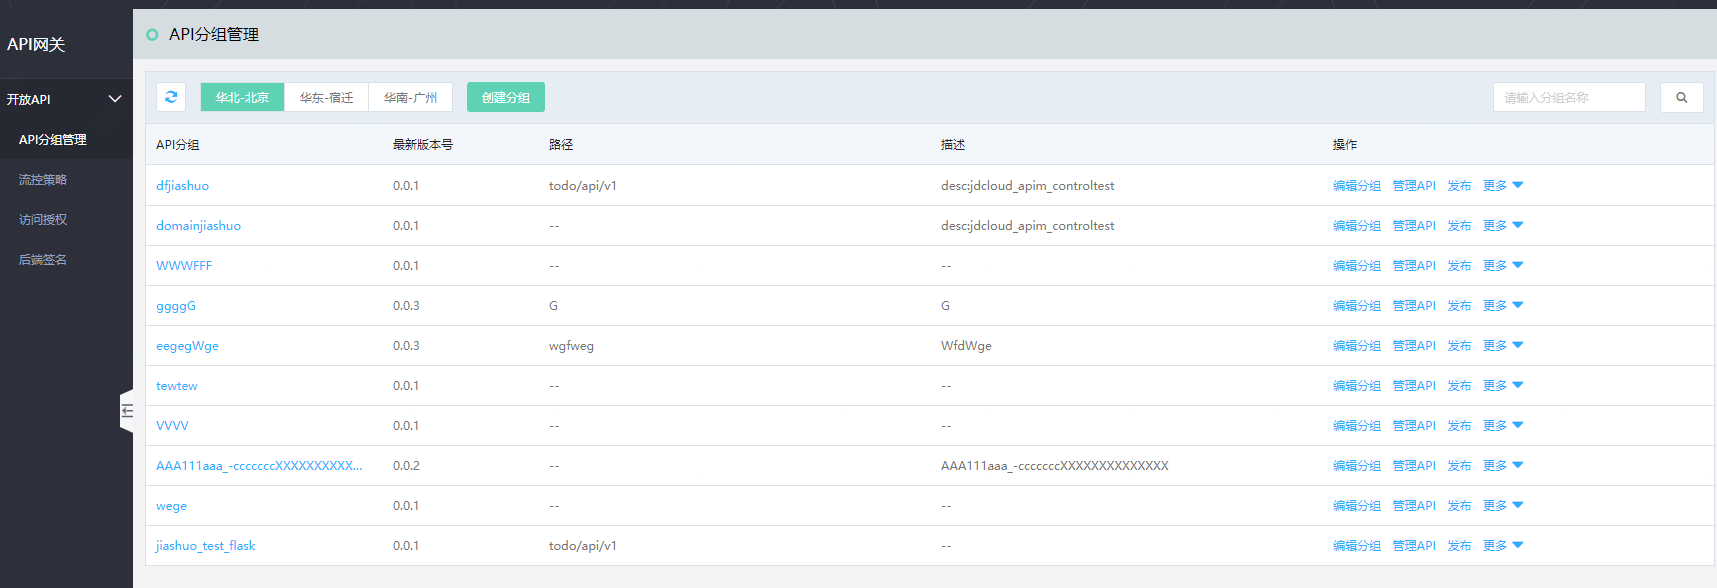 API网关
开放API
API分组管理
流控策略
访问授权
后端签名
API分组管理
华北-北京 华东-宿迁 华南-广州 创建分组 请输入分组名称
API分组 最新版本号 路径 描述 操作
dfjiashuo 0.0.1 todo/api/v1 desc:jdcloud_apim_controltest 编辑分组 管理API 发布 更多
domainjiashuo 0.0.1 -- desc:jdcloud_apim_controltest 编辑分组 管理API 发布 更多
WWWFFF 0.0.1 -- -- 编辑分组 管理API 发布 更多
ggggG 0.0.3 G G 编辑分组 管理API 发布 更多
eegegWge 0.0.3 wgfweg WfdWge 编辑分组 管理API 发布 更多
tewtew 0.0.1 -- -- 编辑分组 管理API 发布 更多
VVVV 0.0.1 -- -- 编辑分组 管理API 发布 更多
AAA111aaa_-cccccccXXXXXXXXXX... 0.0.2 -- AAA111aaa_-cccccccXXXXXXXXXXXXXX 编辑分组 管理API 发布 更多
wege 0.0.1 -- -- 编辑分组 管理API 发布 更多
jiashuo_test_flask 0.0.1 todo/api/v1 -- 编辑分组 管理API 发布 更多